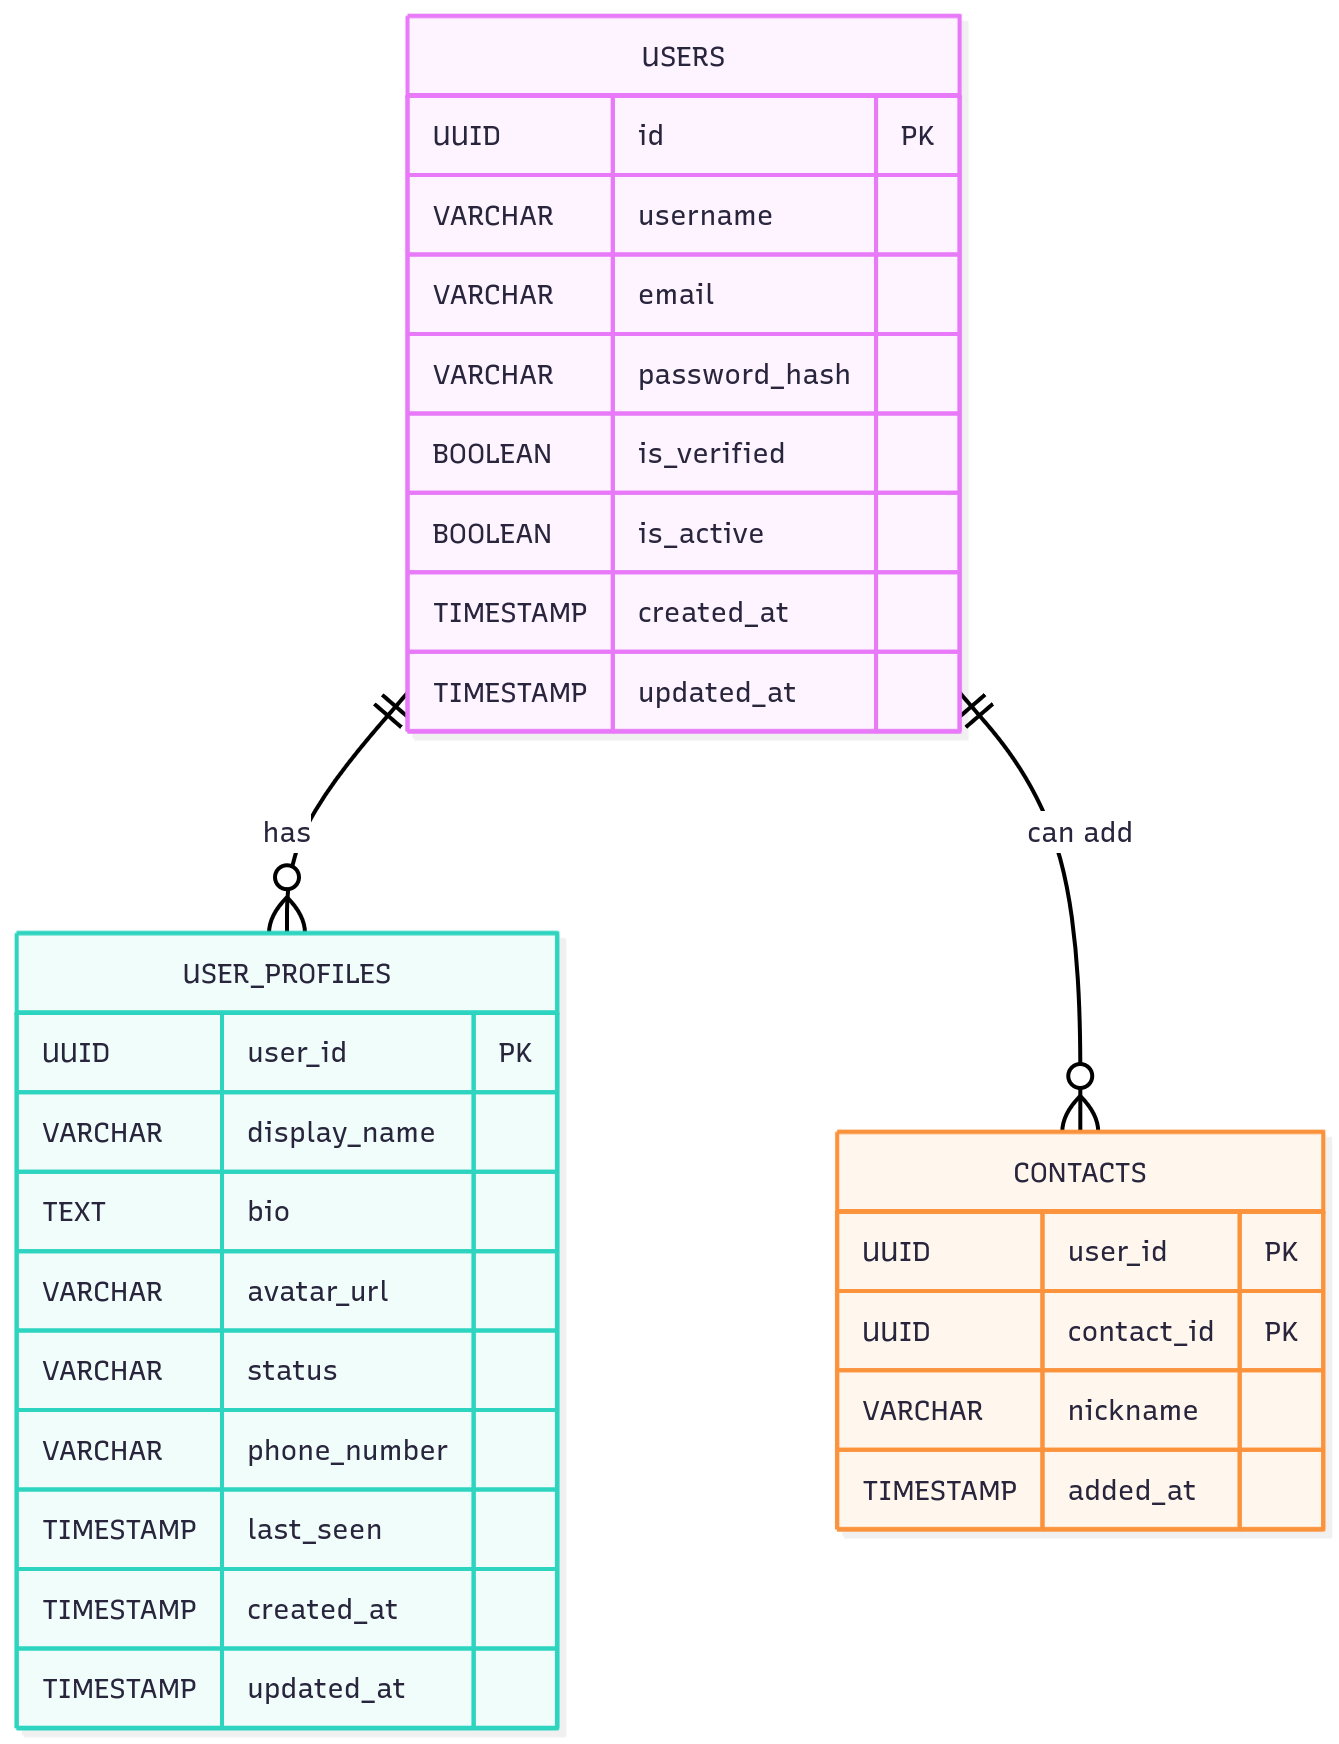 USERS
UUID id PK
VARCHAR username
VARCHAR email
VARCHAR password_hash
BOOLEAN is_verified
BOOLEAN is_active
TIMESTAMP created_at
TIMESTAMP updated_at
has
can add
USER_PROFILES
UUID user_id PK
VARCHAR display_name
TEXT bio
VARCHAR avatar_url
VARCHAR status
VARCHAR phone_number
TIMESTAMP last_seen
TIMESTAMP created_at
TIMESTAMP updated_at
CONTACTS
UUID user_id PK
UUID contact_id PK
VARCHAR nickname
TIMESTAMP added_at